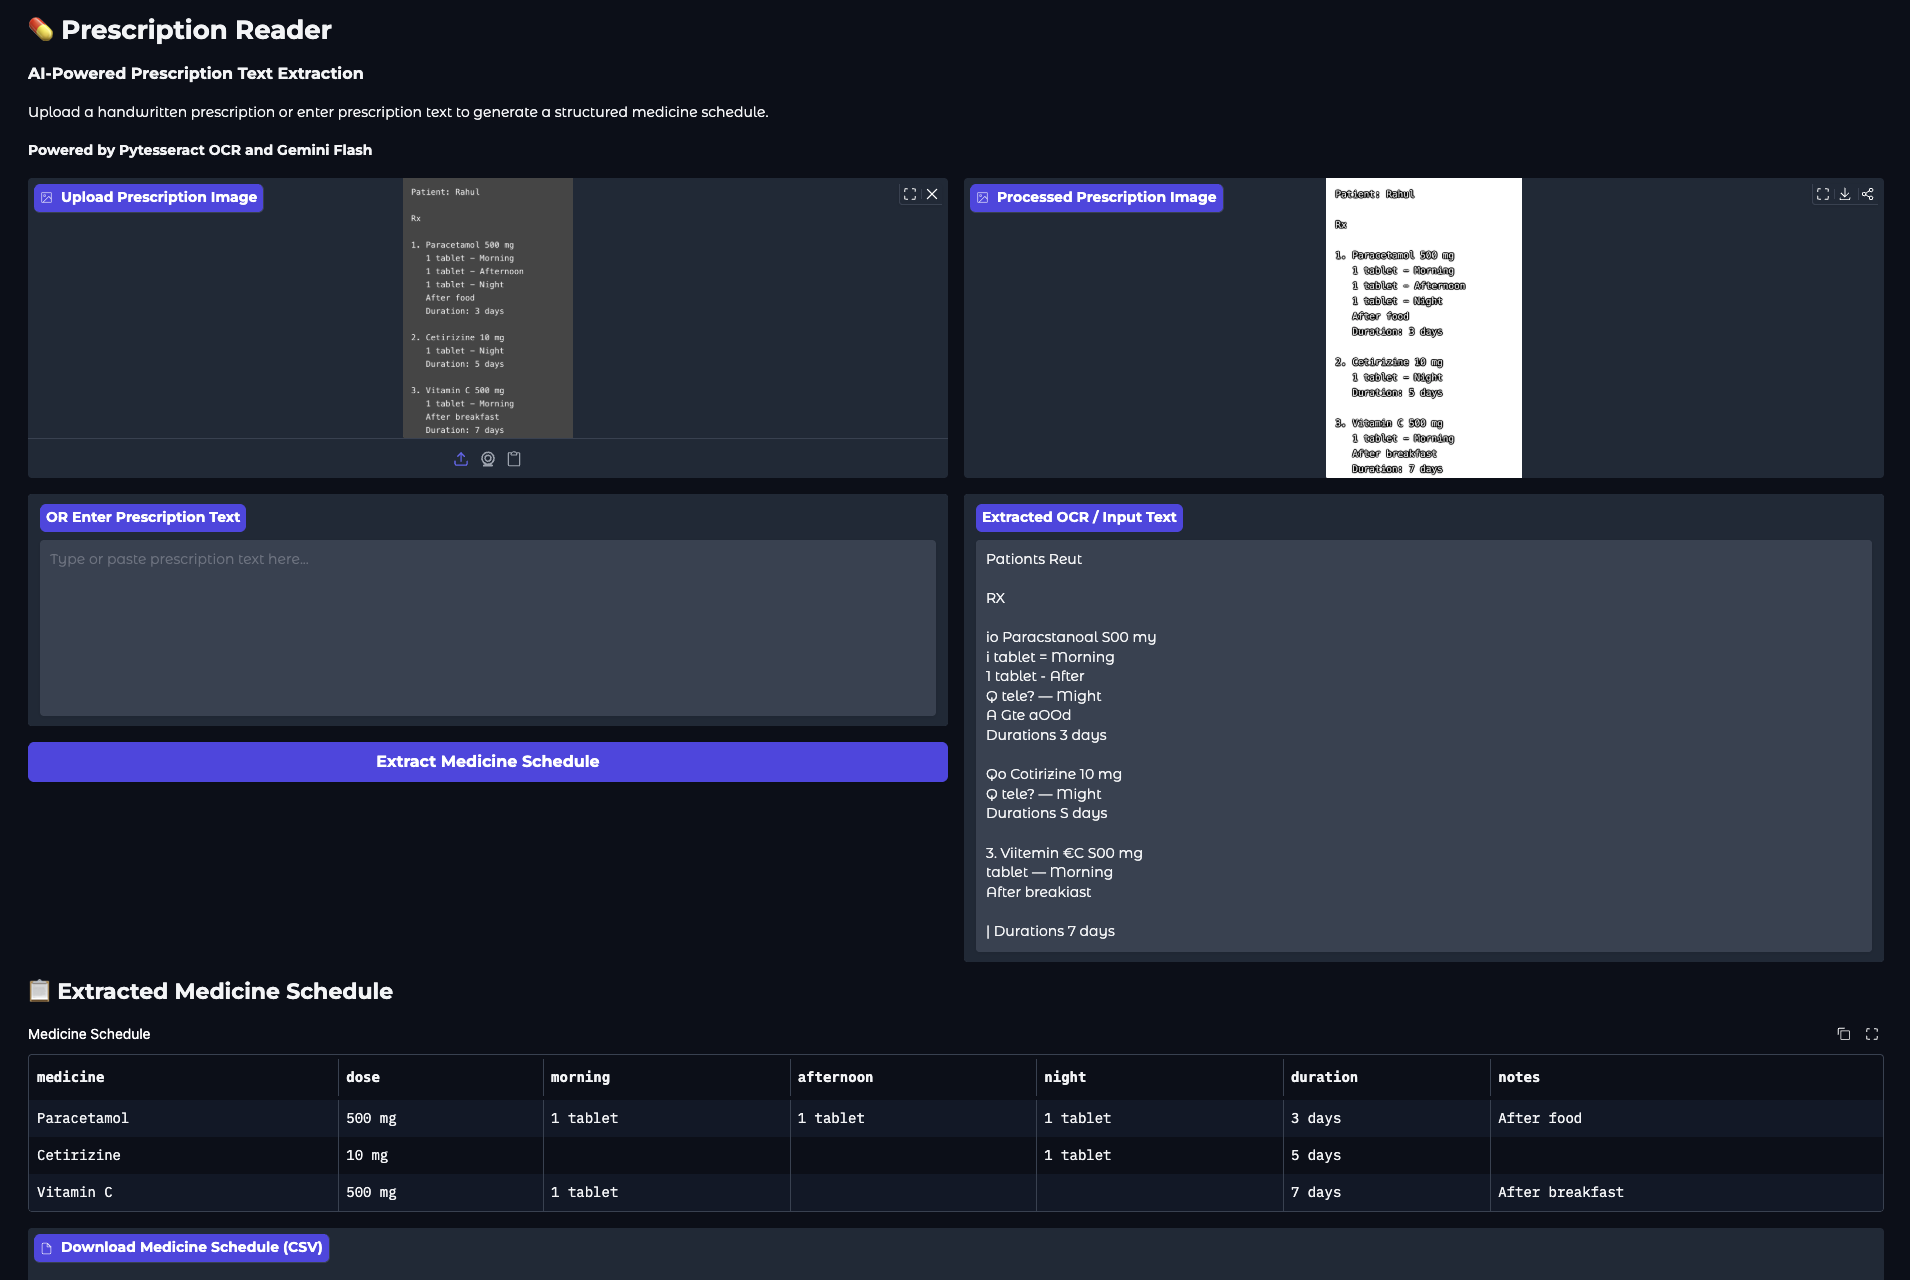 💊 Prescription Reader
AI-Powered Prescription Text Extraction
Upload a handwritten prescription or enter prescription text to generate a structured medicine schedule.
Powered by Pytesseract OCR and Gemini Flash
Upload Prescription Image
Patient: Rahul
Rx
1. Paracetamol 500 mg
1 tablet – Morning
1 tablet – Afternoon
1 tablet – Night
After food
Duration: 3 days
2. Cetirizine 10 mg
1 tablet – Night
Duration: 5 days
3. Vitamin C 500 mg
1 tablet – Morning
After breakfast
Duration: 7 days
Processed Prescription Image
Patient: Rahul
Rx
1. Paracetamol 500 mg
1 tablet – Morning
1 tablet – Afternoon
1 tablet – Night
After food
Duration: 3 days
2. Cetirizine 10 mg
1 tablet – Night
Duration: 5 days
3. Vitamin C 500 mg
1 tablet – Morning
After breakfast
Duration: 7 days
OR Enter Prescription Text
Type or paste prescription text here...
Extract Medicine Schedule
Extracted OCR / Input Text
Pationts Reut
RX
io Paracstanoal S00 my
i tablet = Morning
1 tablet - After
Q tele? — Might
A Gte aOOd
Durations 3 days
Qo Cotirizine 10 mg
Q tele? — Might
Durations S days
3. Viitemin €C S00 mg
tablet — Morning
After breakiast
| Durations 7 days
📋 Extracted Medicine Schedule
Medicine Schedule
medicine dose morning afternoon night duration notes
Paracetamol 500 mg 1 tablet 1 tablet 1 tablet 3 days After food
Cetirizine 10 mg 1 tablet 5 days
Vitamin C 500 mg 1 tablet 7 days After breakfast
Download Medicine Schedule (CSV)